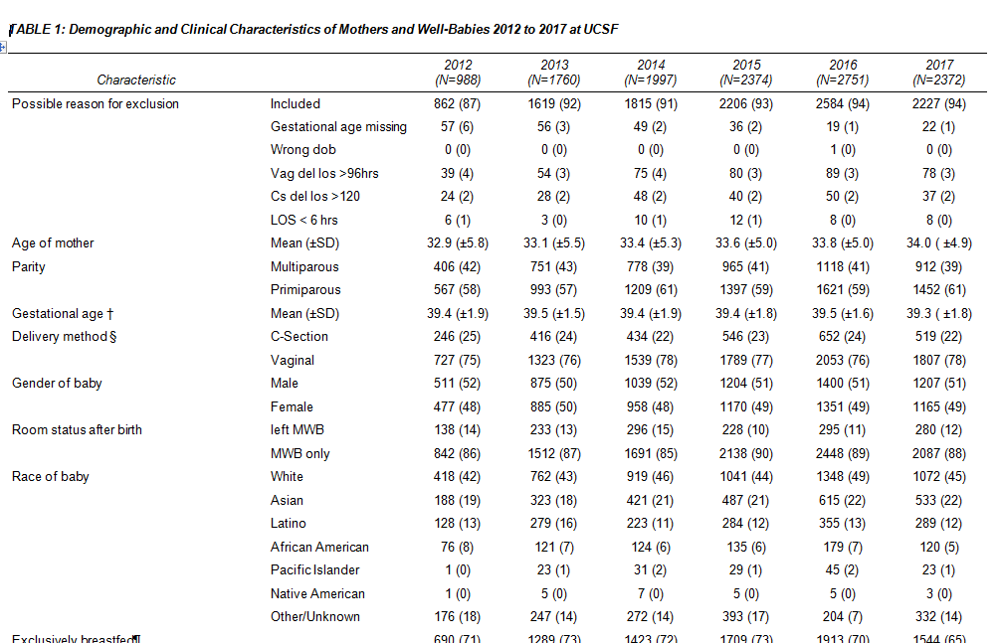 TABLE 1: Demographic and Clinical Characteristics of Mothers and Well-Babies 2012 to 2017 at UCSF
Characteristic 2012 (N=988) 2013 (N=1760) 2014 (N=1997) 2015 (N=2374) 2016 (N=2751) 2017 (N=2372)
Possible reason for exclusion Included 862 (87) 1619 (92) 1815 (91) 2206 (93) 2584 (94) 2227 (94)
Gestational age missing 57 (6) 56 (3) 49 (2) 36 (2) 19 (1) 22 (1)
Wrong dob 0 (0) 0 (0) 0 (0) 0 (0) 1 (0) 0 (0)
Vag del los >96hrs 39 (4) 54 (3) 75 (4) 80 (3) 89 (3) 78 (3)
Cs del los >120 24 (2) 28 (2) 48 (2) 40 (2) 50 (2) 37 (2)
LOS < 6 hrs 6 (1) 3 (0) 10 (1) 12 (1) 8 (0) 8 (0)
Age of mother Mean (±SD) 32.9 (±5.8) 33.1 (±5.5) 33.4 (±5.3) 33.6 (±5.0) 33.8 (±5.0) 34.0 ( ±4.9)
Parity Multiparous 406 (42) 751 (43) 778 (39) 965 (41) 1118 (41) 912 (39)
Primiparous 567 (58) 993 (57) 1209 (61) 1397 (59) 1621 (59) 1452 (61)
Gestational age † Mean (±SD) 39.4 (±1.9) 39.5 (±1.5) 39.4 (±1.9) 39.4 (±1.8) 39.5 (±1.6) 39.3 ( ±1.8)
Delivery method § C-Section 246 (25) 416 (24) 434 (22) 546 (23) 652 (24) 519 (22)
Vaginal 727 (75) 1323 (76) 1539 (78) 1789 (77) 2053 (76) 1807 (78)
Gender of baby Male 511 (52) 875 (50) 1039 (52) 1204 (51) 1400 (51) 1207 (51)
Female 477 (48) 885 (50) 958 (48) 1170 (49) 1351 (49) 1165 (49)
Room status after birth left MWB 138 (14) 233 (13) 296 (15) 228 (10) 295 (11) 280 (12)
MWB only 842 (86) 1512 (87) 1691 (85) 2138 (90) 2448 (89) 2087 (88)
Race of baby White 418 (42) 762 (43) 919 (46) 1041 (44) 1348 (49) 1072 (45)
Asian 188 (19) 323 (18) 421 (21) 487 (21) 615 (22) 533 (22)
Latino 128 (13) 279 (16) 223 (11) 284 (12) 355 (13) 289 (12)
African American 76 (8) 121 (7) 124 (6) 135 (6) 179 (7) 120 (5)
Pacific Islander 1 (0) 23 (1) 31 (2) 29 (1) 45 (2) 23 (1)
Native American 1 (0) 5 (0) 7 (0) 5 (0) 5 (0) 3 (0)
Other/Unknown 176 (18) 247 (14) 272 (14) 393 (17) 204 (7) 332 (14)
Exclusively breastfed¶ 690 (71) 1289 (73) 1423 (72) 1709 (73) 1913 (70) 1544 (65)